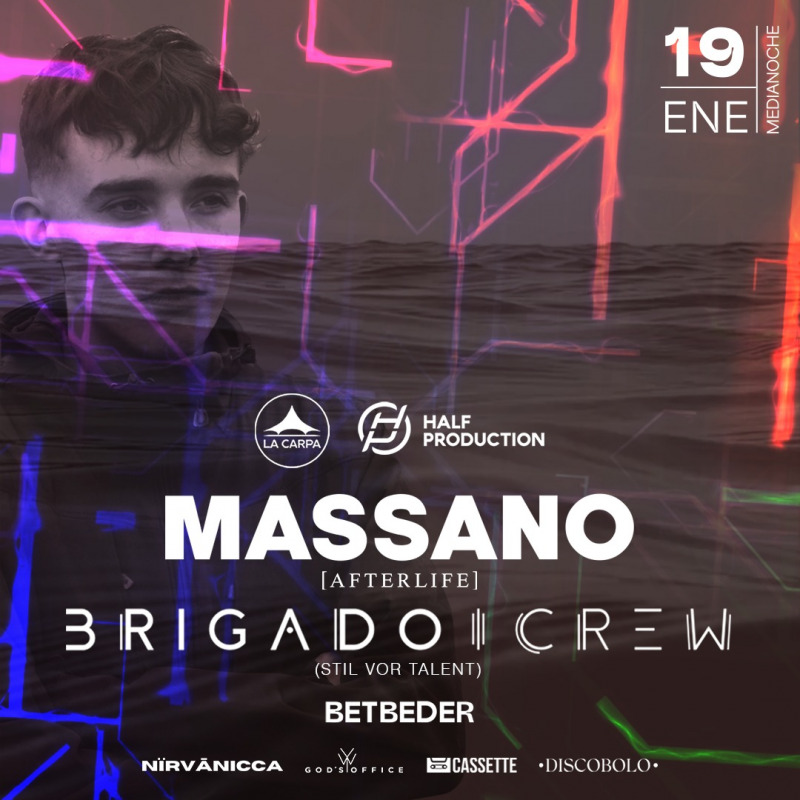 19
ENE
MEDIANOCHE
LA CARPA
HALF
PRODUCTION
MASSANO
[AFTERLIFE]
BRIGADO CREW
(STIL VOR TALENT)
BETBEDER
NÏRVĀNICCA
GOD'S OFFICE
CASSETTE
•DISCOBOLO•